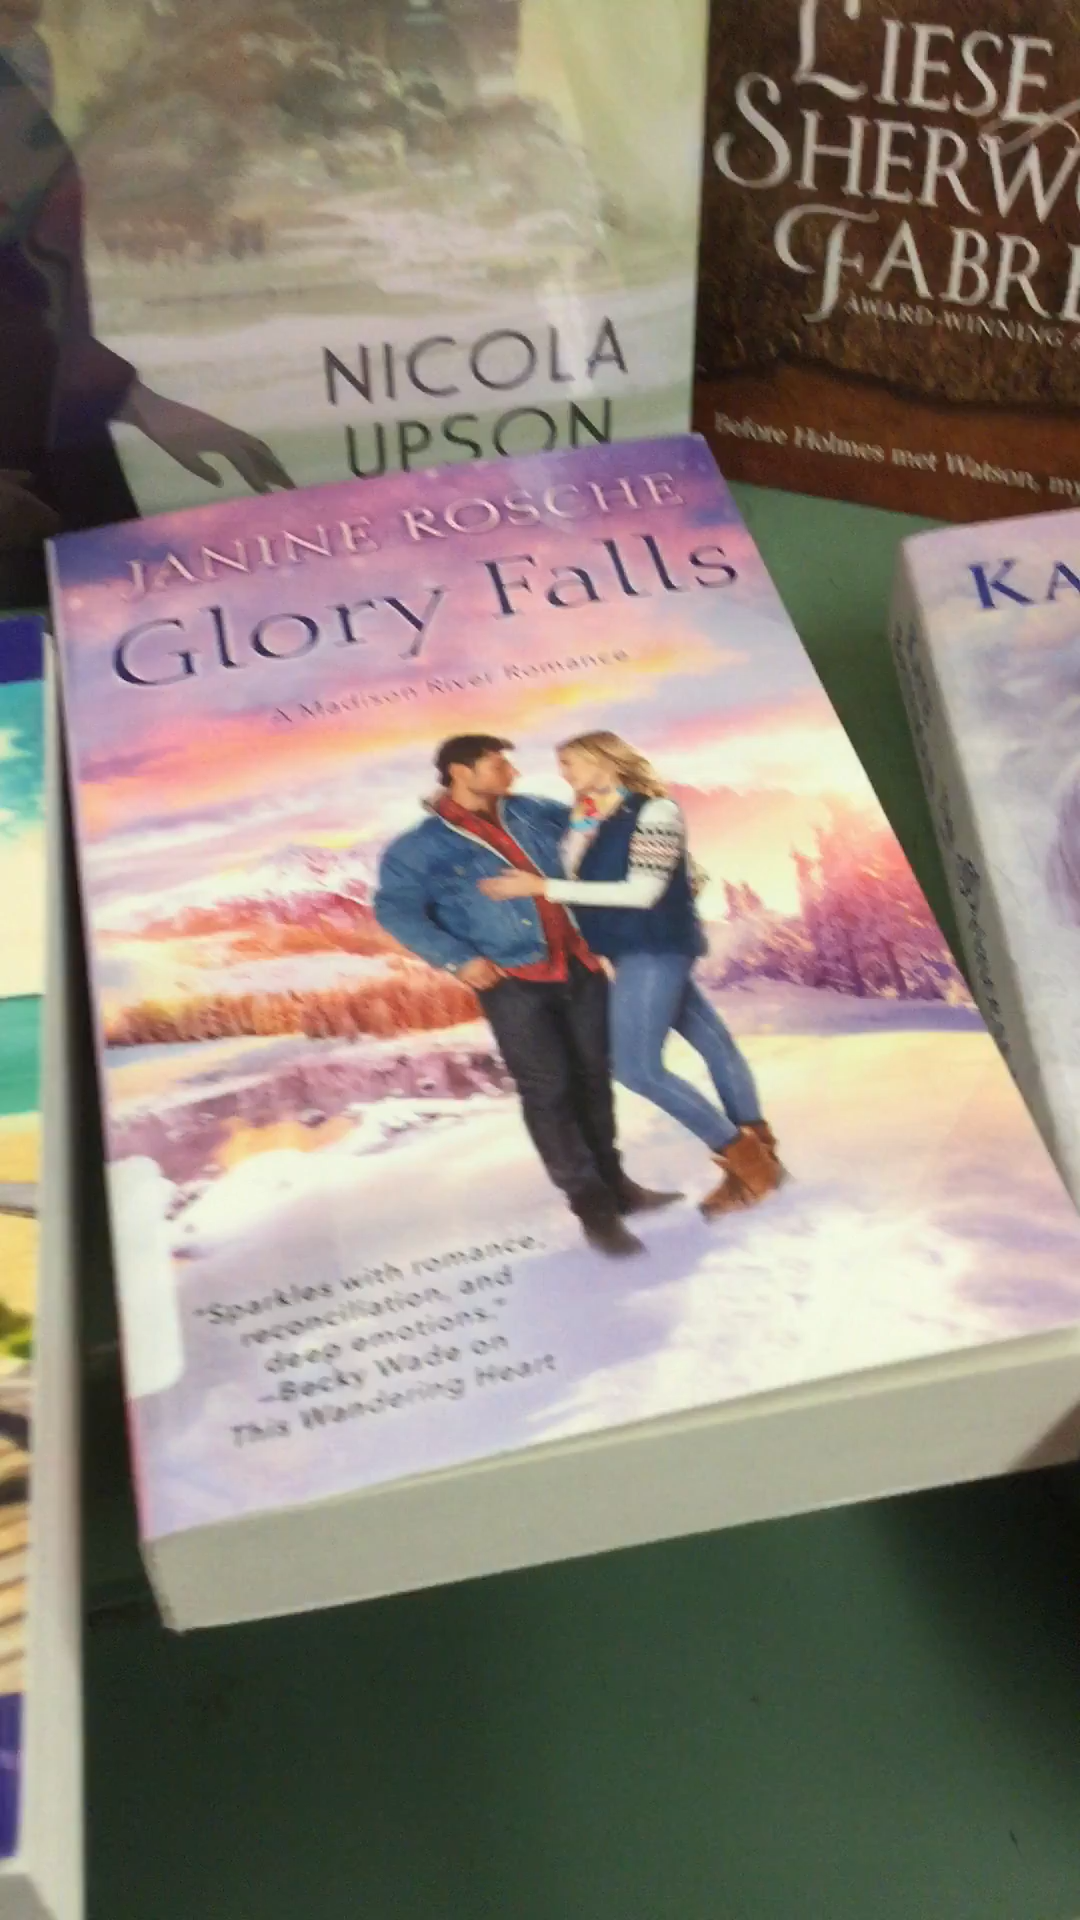 NICOLA
UPSON
LIESE
SHERW
FABRE
AWARD-WINNING
Before Holmes met Watson, my
JANINE ROSCHE
Glory Falls
A Madison River Romance
"Sparkles with romance,
reconciliation, and
deep emotions."
–Becky Wade on
This Wandering Heart
KA